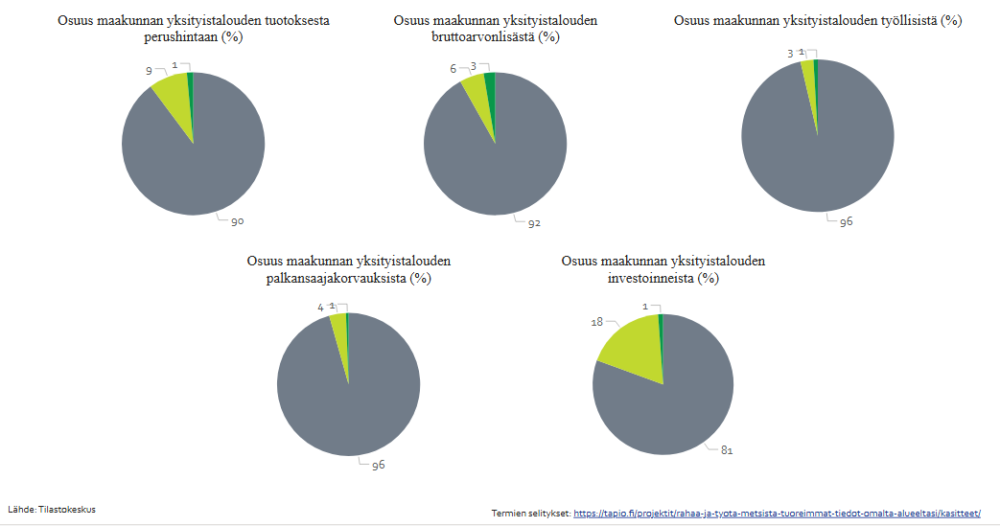 Osuus maakunnan yksityistalouden tuotoksesta
perushintaan (%)
9
1
90
Osuus maakunnan yksityistalouden
bruttoarvonlisästä (%)
6
3
92
Osuus maakunnan yksityistalouden työllisistä (%)
3
1
96
Osuus maakunnan yksityistalouden
palkansaajakorvauksista (%)
4
1
96
Osuus maakunnan yksityistalouden
investoinneista (%)
18
1
81
Lähde: Tilastokeskus
Termien selitykset: https://tapio.fi/projektit/rahaa-ja-tyota-metsista-tuoreimmat-tiedot-omalta-alueeltasi/kasitteet/